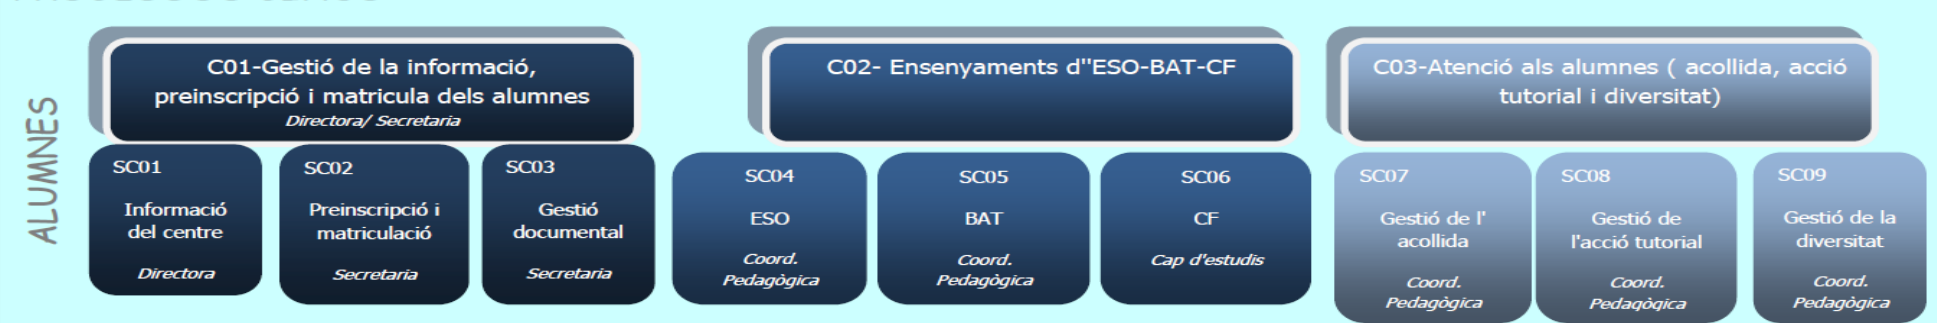 ALUMNES
C01-Gestió de la informació,
preinscripció i matricula dels alumnes
Directora/ Secretaria
SC01
Informació
del centre
Directora
SC02
Preinscripció i
matriculació
Secretaria
SC03
Gestió
documental
Secretaria
C02- Ensenyaments d''ESO-BAT-CF
SC04
ESO
Coord.
Pedagògica
SC05
BAT
Coord.
Pedagògica
SC06
CF
Cap d'estudis
C03-Atenció als alumnes ( acollida, acció
tutorial i diversitat)
SC07
Gestió de l'
acollida
Coord.
Pedagògica
SC08
Gestió de
l'acció tutorial
Coord.
Pedagògica
SC09
Gestió de la
diversitat
Coord.
Pedagògica